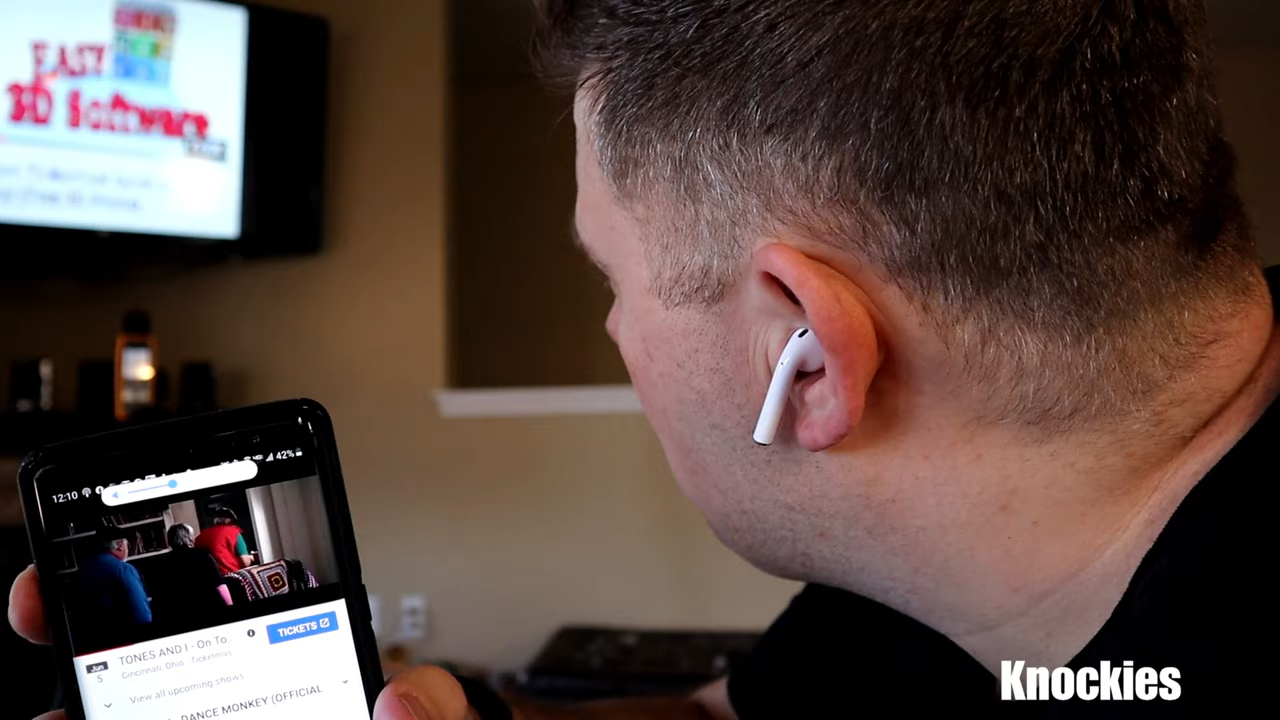 EASY
3D Software
12:10
42%
TONES AND I - On To..
TICKETS
Jun
5
Cincinnati, Ohio · Ticketmas
View all upcoming shows
DANCE MONKEY (OFFICIAL
Knockies